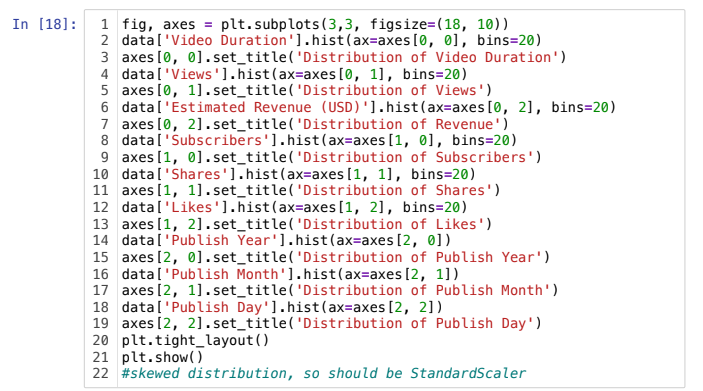 In [18]:
1 fig, axes = plt.subplots(3,3, figsize=(18, 10))
2 data['Video Duration'].hist(ax=axes[0, 0], bins=20)
3 axes[0, 0].set_title('Distribution of Video Duration')
4 data['Views'].hist(ax=axes[0, 1], bins=20)
5 axes[0, 1].set_title('Distribution of Views')
6 data['Estimated Revenue (USD)'].hist(ax=axes[0, 2], bins=20)
7 axes[0, 2].set_title('Distribution of Revenue')
8 data['Subscribers'].hist(ax=axes[1, 0], bins=20)
9 axes[1, 0].set_title('Distribution of Subscribers')
10 data['Shares'].hist(ax=axes[1, 1], bins=20)
11 axes[1, 1].set_title('Distribution of Shares')
12 data['Likes'].hist(ax=axes[1, 2], bins=20)
13 axes[1, 2].set_title('Distribution of Likes')
14 data['Publish Year'].hist(ax=axes[2, 0])
15 axes[2, 0].set_title('Distribution of Publish Year')
16 data['Publish Month'].hist(ax=axes[2, 1])
17 axes[2, 1].set_title('Distribution of Publish Month')
18 data['Publish Day'].hist(ax=axes[2, 2])
19 axes[2, 2].set_title('Distribution of Publish Day')
20 plt.tight_layout()
21 plt.show()
22 #skewed distribution, so should be StandardScaler